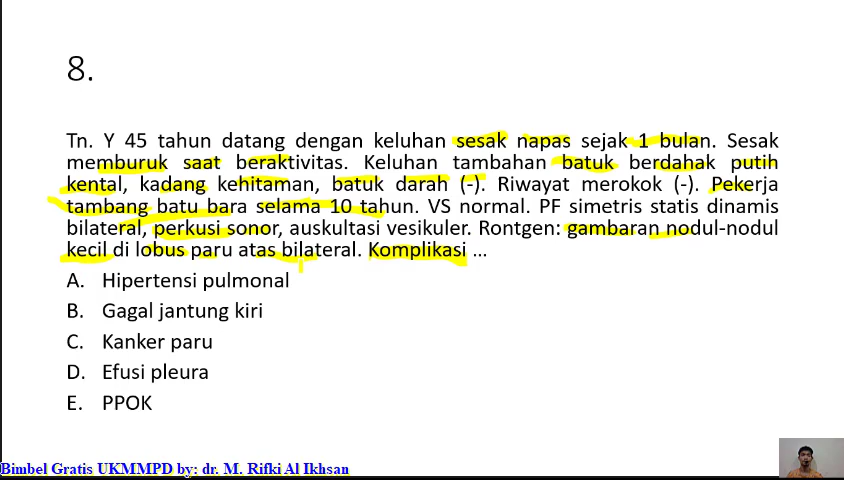 8.
Tn. Y 45 tahun datang dengan keluhan sesak napas sejak 1 bulan. Sesak
memburuk saat beraktivitas. Keluhan tambahan batuk berdahak putih
kental, kadang kehitaman, batuk darah (-). Riwayat merokok (-). Pekerja
tambang batu bara selama 10 tahun. VS normal. PF simetris statis dinamis
bilateral, perkusi sonor, auskultasi vesikuler. Rontgen: gambaran nodul-nodul
kecil di lobus paru atas bilateral. Komplikasi ...
A. Hipertensi pulmonal
B. Gagal jantung kiri
C. Kanker paru
D. Efusi pleura
E. PPOK
Bimbel Gratis UKMMPD by: dr. M. Rifki Al Ikhsan